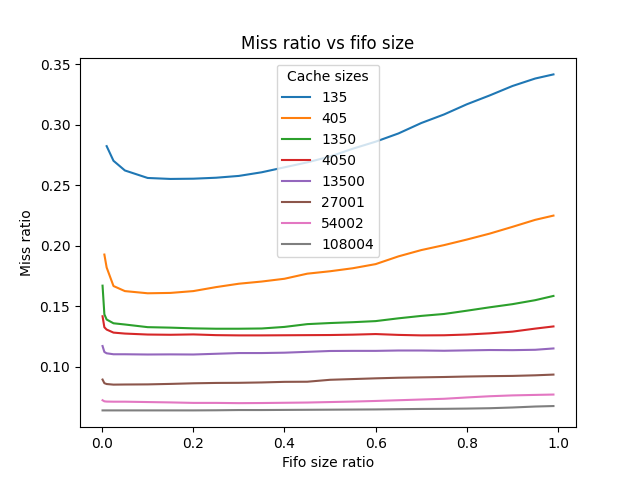 Miss ratio vs fifo size
Cache sizes
135
405
1350
4050
13500
27001
54002
108004
Miss ratio
0.35
0.30
0.25
0.20
0.15
0.10
0.0 0.2 0.4 0.6 0.8 1.0
Fifo size ratio